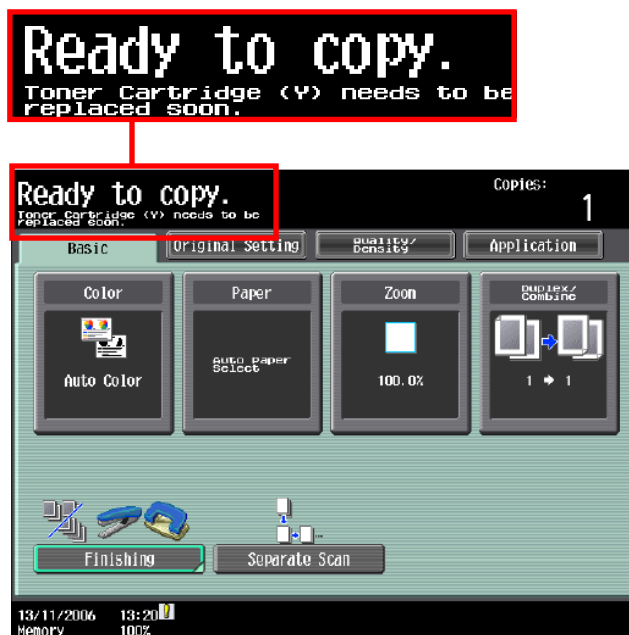 Ready to copy.
Toner Cartridge (Y) needs to be
replaced soon.
Ready to copy.
Toner Cartridge (Y) needs to be
replaced soon.
Copies:
1
Basic
Original Setting
Quality/
Density
Application
Color
Paper
Zoom
Duplex/
Combine
Auto Color
Auto Paper
Select
100.0%
1 → 1
Finishing
Separate Scan
13/11/2006 13:20
Memory 100%